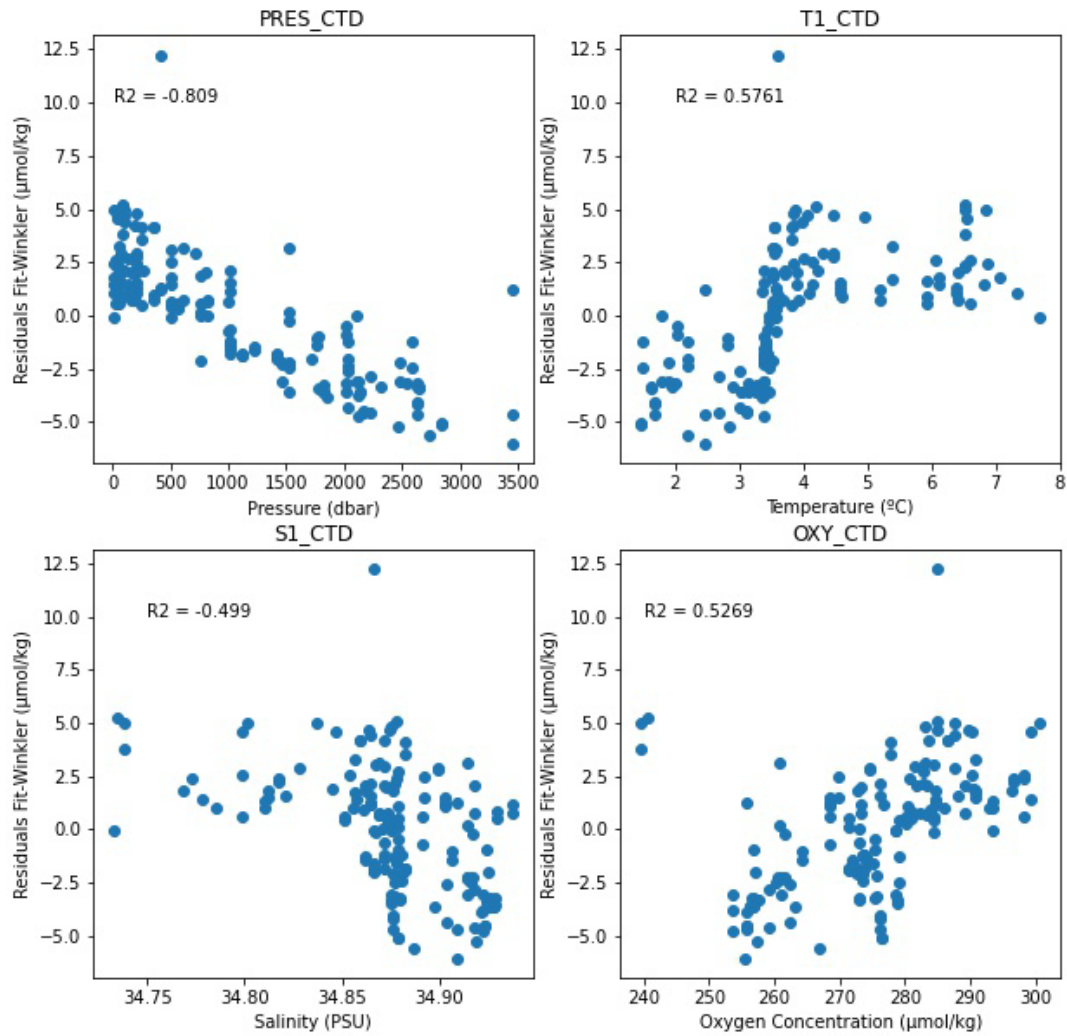 PRES_CTD
12.5
10.0
7.5
5.0
2.5
0.0
−2.5
−5.0
Residuals Fit-Winkler (μmol/kg)
R2 = -0.809
0 500 1000 1500 2000 2500 3000 3500
Pressure (dbar)
T1_CTD
12.5
10.0
7.5
5.0
2.5
0.0
−2.5
−5.0
Residuals Fit-Winkler (μmol/kg)
R2 = 0.5761
2 3 4 5 6 7 8
Temperature (ºC)
S1_CTD
12.5
10.0
7.5
5.0
2.5
0.0
−2.5
−5.0
Residuals Fit-Winkler (μmol/kg)
R2 = -0.499
34.75 34.80 34.85 34.90
Salinity (PSU)
OXY_CTD
12.5
10.0
7.5
5.0
2.5
0.0
−2.5
−5.0
Residuals Fit-Winkler (μmol/kg)
R2 = 0.5269
240 250 260 270 280 290 300
Oxygen Concentration (μmol/kg)